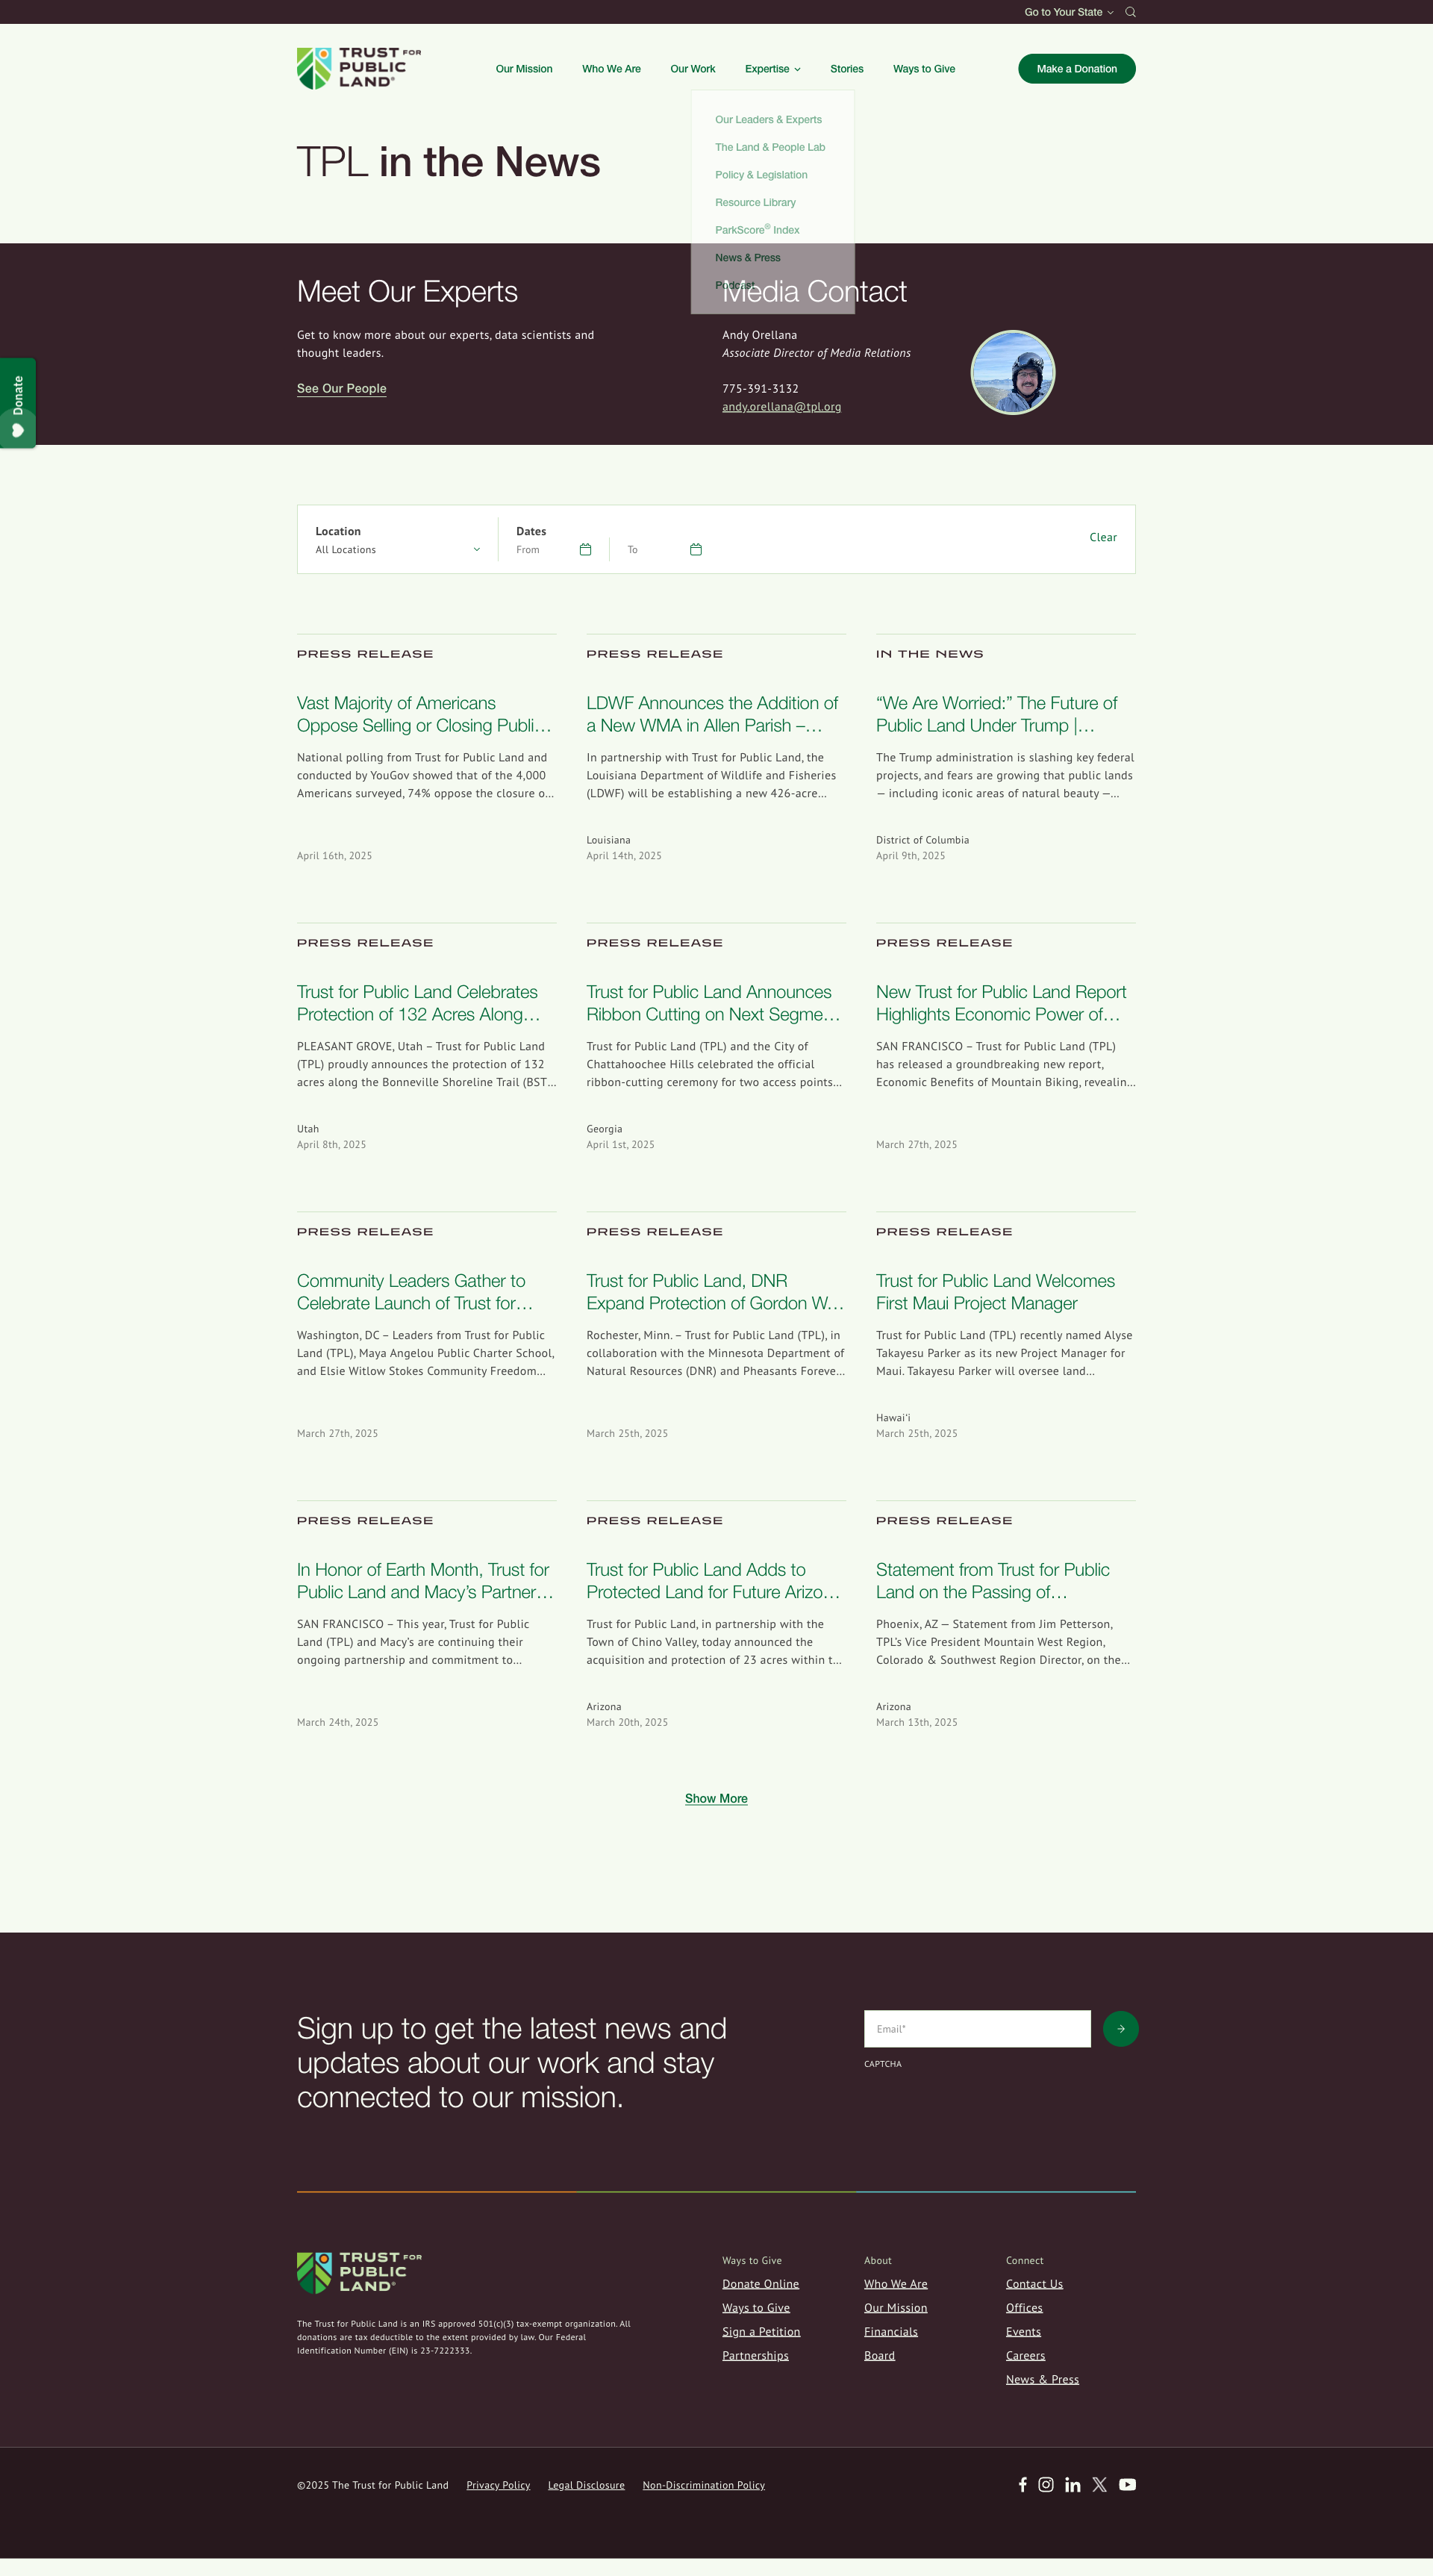 Go to Your State
TRUST FOR
PUBLIC
LAND®
Our Mission
Who We Are
Our Work
Expertise
Stories
Ways to Give
Make a Donation
Our Leaders & Experts
The Land & People Lab
Policy & Legislation
Resource Library
ParkScore® Index
News & Press
Podcast
TPL in the News
Meet Our Experts
Get to know more about our experts, data scientists and
thought leaders.
See Our People
Media Contact
Andy Orellana
Associate Director of Media Relations
775-391-3132
andy.orellana@tpl.org
Donate
Location
All Locations
Dates
From
To
Clear
PRESS RELEASE
Vast Majority of Americans
Oppose Selling or Closing Publi…
National polling from Trust for Public Land and
conducted by YouGov showed that of the 4,000
Americans surveyed, 74% oppose the closure o…
April 16th, 2025
PRESS RELEASE
LDWF Announces the Addition of
a New WMA in Allen Parish –…
In partnership with Trust for Public Land, the
Louisiana Department of Wildlife and Fisheries
(LDWF) will be establishing a new 426-acre…
Louisiana
April 14th, 2025
IN THE NEWS
“We Are Worried:” The Future of
Public Land Under Trump |…
The Trump administration is slashing key federal
projects, and fears are growing that public lands
— including iconic areas of natural beauty —…
District of Columbia
April 9th, 2025
PRESS RELEASE
Trust for Public Land Celebrates
Protection of 132 Acres Along…
PLEASANT GROVE, Utah – Trust for Public Land
(TPL) proudly announces the protection of 132
acres along the Bonneville Shoreline Trail (BST…
Utah
April 8th, 2025
PRESS RELEASE
Trust for Public Land Announces
Ribbon Cutting on Next Segme…
Trust for Public Land (TPL) and the City of
Chattahoochee Hills celebrated the official
ribbon-cutting ceremony for two access points…
Georgia
April 1st, 2025
PRESS RELEASE
New Trust for Public Land Report
Highlights Economic Power of…
SAN FRANCISCO – Trust for Public Land (TPL)
has released a groundbreaking new report,
Economic Benefits of Mountain Biking, revealin…
March 27th, 2025
PRESS RELEASE
Community Leaders Gather to
Celebrate Launch of Trust for…
Washington, DC – Leaders from Trust for Public
Land (TPL), Maya Angelou Public Charter School,
and Elsie Witlow Stokes Community Freedom…
March 27th, 2025
PRESS RELEASE
Trust for Public Land, DNR
Expand Protection of Gordon W…
Rochester, Minn. – Trust for Public Land (TPL), in
collaboration with the Minnesota Department of
Natural Resources (DNR) and Pheasants Foreve…
March 25th, 2025
PRESS RELEASE
Trust for Public Land Welcomes
First Maui Project Manager
Trust for Public Land (TPL) recently named Alyse
Takayesu Parker as its new Project Manager for
Maui. Takayesu Parker will oversee land…
Hawaiʻi
March 25th, 2025
PRESS RELEASE
In Honor of Earth Month, Trust for
Public Land and Macy’s Partner…
SAN FRANCISCO – This year, Trust for Public
Land (TPL) and Macy’s are continuing their
ongoing partnership and commitment to…
March 24th, 2025
PRESS RELEASE
Trust for Public Land Adds to
Protected Land for Future Arizo…
Trust for Public Land, in partnership with the
Town of Chino Valley, today announced the
acquisition and protection of 23 acres within t…
Arizona
March 20th, 2025
PRESS RELEASE
Statement from Trust for Public
Land on the Passing of…
Phoenix, AZ — Statement from Jim Petterson,
TPL’s Vice President Mountain West Region,
Colorado & Southwest Region Director, on the…
Arizona
March 13th, 2025
Show More
Sign up to get the latest news and
updates about our work and stay
connected to our mission.
Email*
CAPTCHA
TRUST FOR
PUBLIC
LAND®
The Trust for Public Land is an IRS approved 501(c)(3) tax-exempt organization. All
donations are tax deductible to the extent provided by law. Our Federal
Identification Number (EIN) is 23-7222333.
Ways to Give
Donate Online
Ways to Give
Sign a Petition
Partnerships
About
Who We Are
Our Mission
Financials
Board
Connect
Contact Us
Offices
Events
Careers
News & Press
©2025 The Trust for Public Land
Privacy Policy
Legal Disclosure
Non-Discrimination Policy